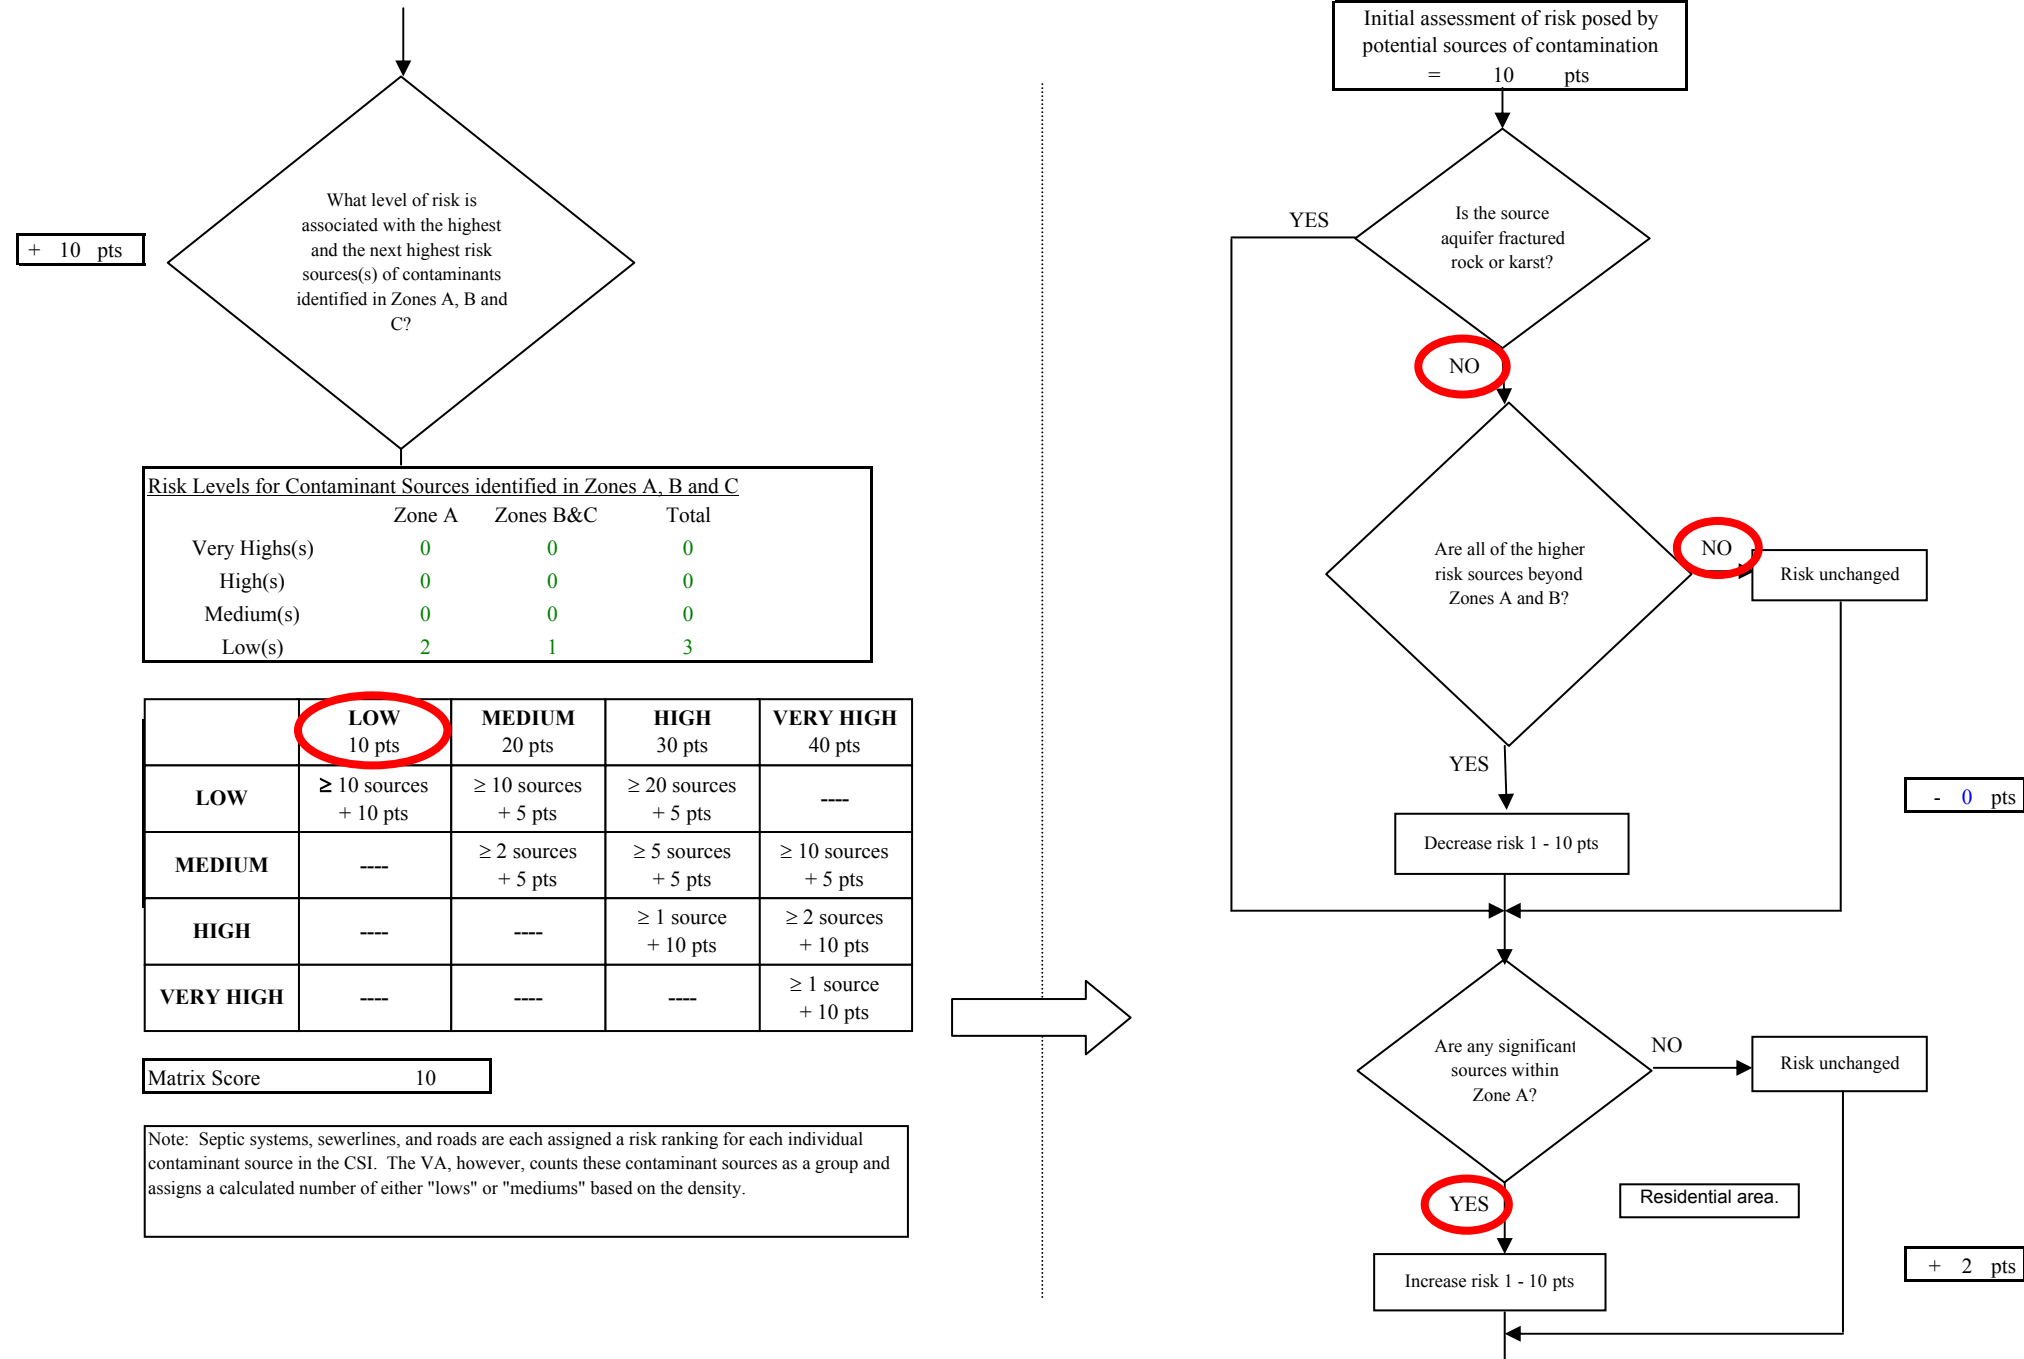 + 10 pts
What level of risk is
associated with the highest
and the next highest risk
sources(s) of contaminants
identified in Zones A, B and
C?
Risk Levels for Contaminant Sources identified in Zones A, B and C
Zone A Zones B&C Total
Very Highs(s) 0 0 0
High(s) 0 0 0
Medium(s) 0 0 0
Low(s) 2 1 3
LOW MEDIUM HIGH VERY HIGH
10 pts 20 pts 30 pts 40 pts
LOW ≥ 10 sources ≥ 10 sources ≥ 20 sources ----
+ 10 pts + 5 pts + 5 pts
MEDIUM ---- ≥ 2 sources ≥ 5 sources ≥ 10 sources
+ 5 pts + 5 pts + 5 pts
HIGH ---- ---- ≥ 1 source ≥ 2 sources
+ 10 pts + 10 pts
VERY HIGH ---- ---- ---- ≥ 1 source
+ 10 pts
Matrix Score 10
Note: Septic systems, sewerlines, and roads are each assigned a risk ranking for each individual
contaminant source in the CSI. The VA, however, counts these contaminant sources as a group and
assigns a calculated number of either "lows" or "mediums" based on the density.
Initial assessment of risk posed by
potential sources of contamination
= 10 pts
Is the source
aquifer fractured
rock or karst?
YES
NO
Are all of the higher
risk sources beyond
Zones A and B?
NO
Risk unchanged
YES
Decrease risk 1 - 10 pts
- 0 pts
Are any significant
sources within
Zone A?
NO
Risk unchanged
YES
Residential area.
Increase risk 1 - 10 pts
+ 2 pts